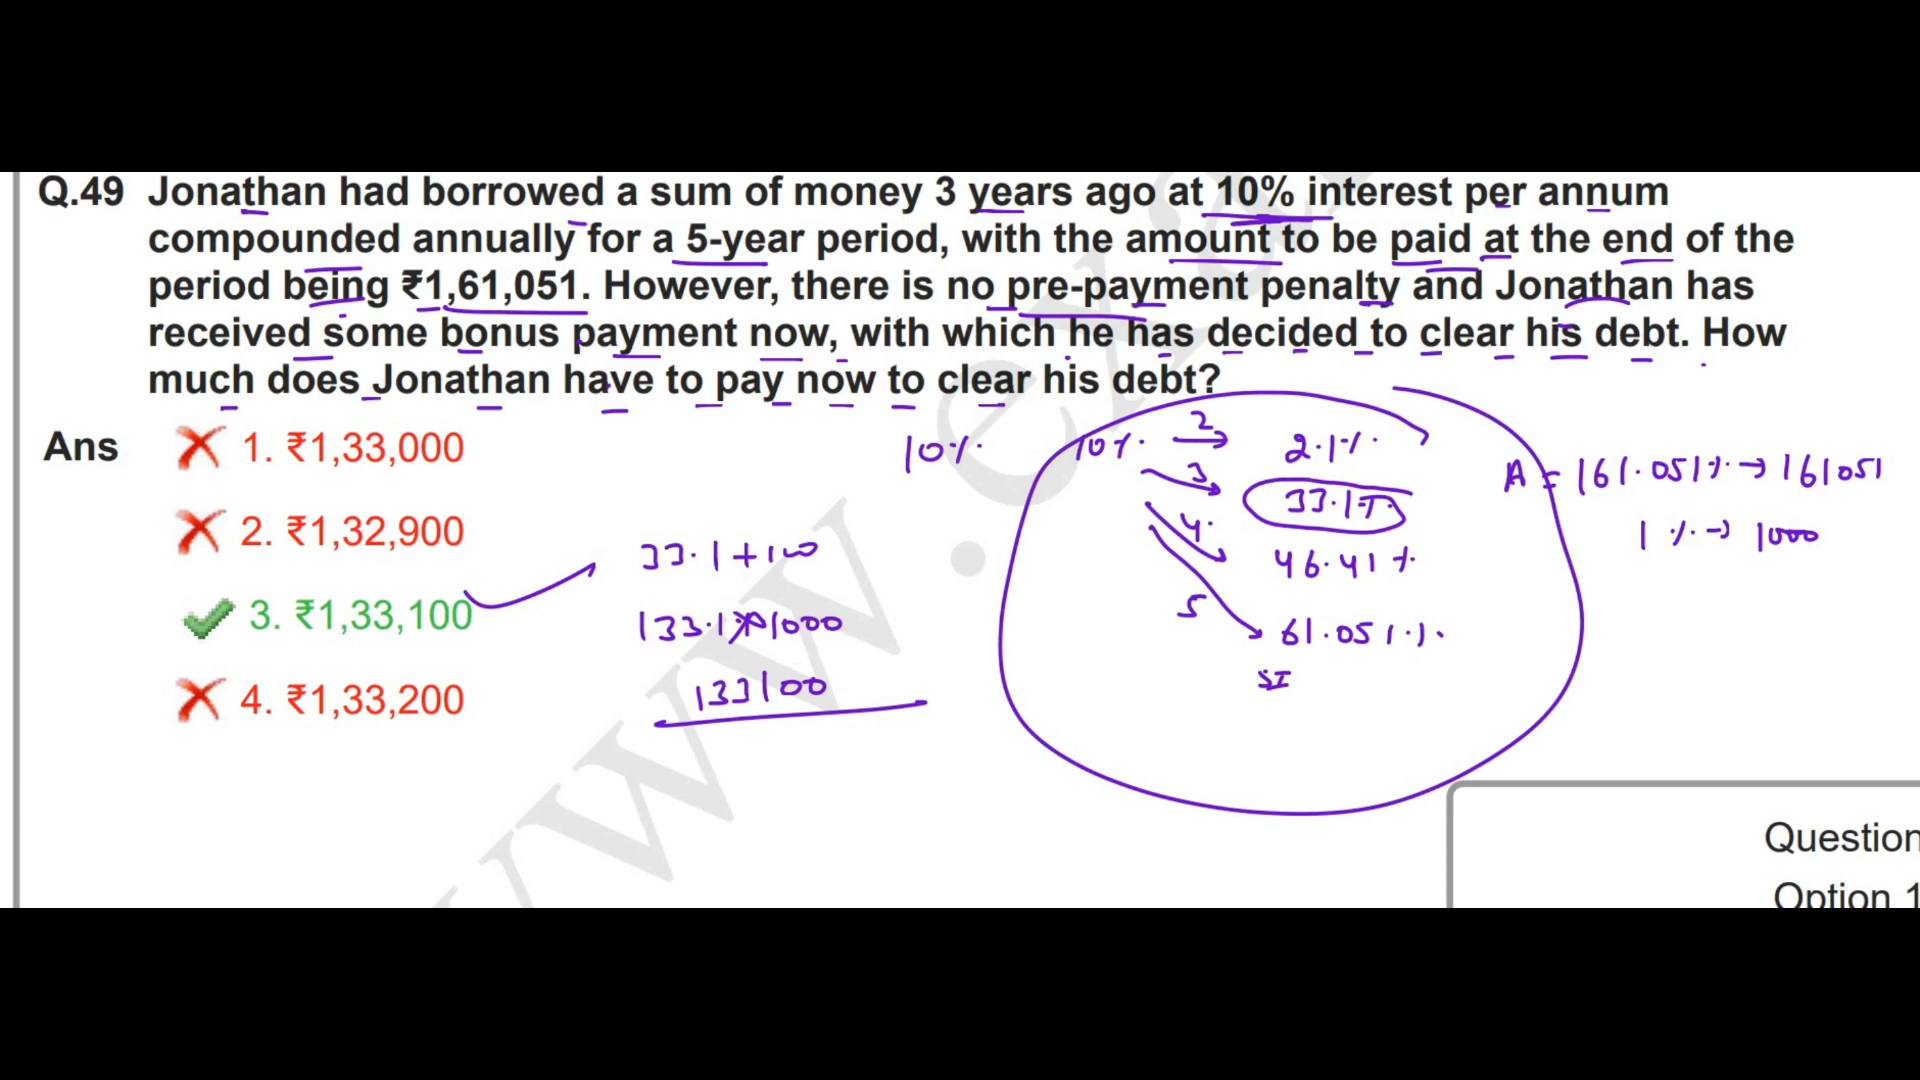 Q.49 Jonathan had borrowed a sum of money 3 years ago at 10% interest per annum
compounded annually for a 5-year period, with the amount to be paid at the end of the
period being ₹1,61,051. However, there is no pre-payment penalty and Jonathan has
received some bonus payment now, with which he has decided to clear his debt. How
much does Jonathan have to pay now to clear his debt?
Ans 1. ₹1,33,000
2. ₹1,32,900
3. ₹1,33,100
4. ₹1,33,200
33.1+100
133.1×1000
133100
10%.
10%. 2 2.1%.
3 33.1%
4. 46.41%
5 61.051%.
SI
A = 161.051% → 161051
1% → 1000
www.exa
Question
Option 1